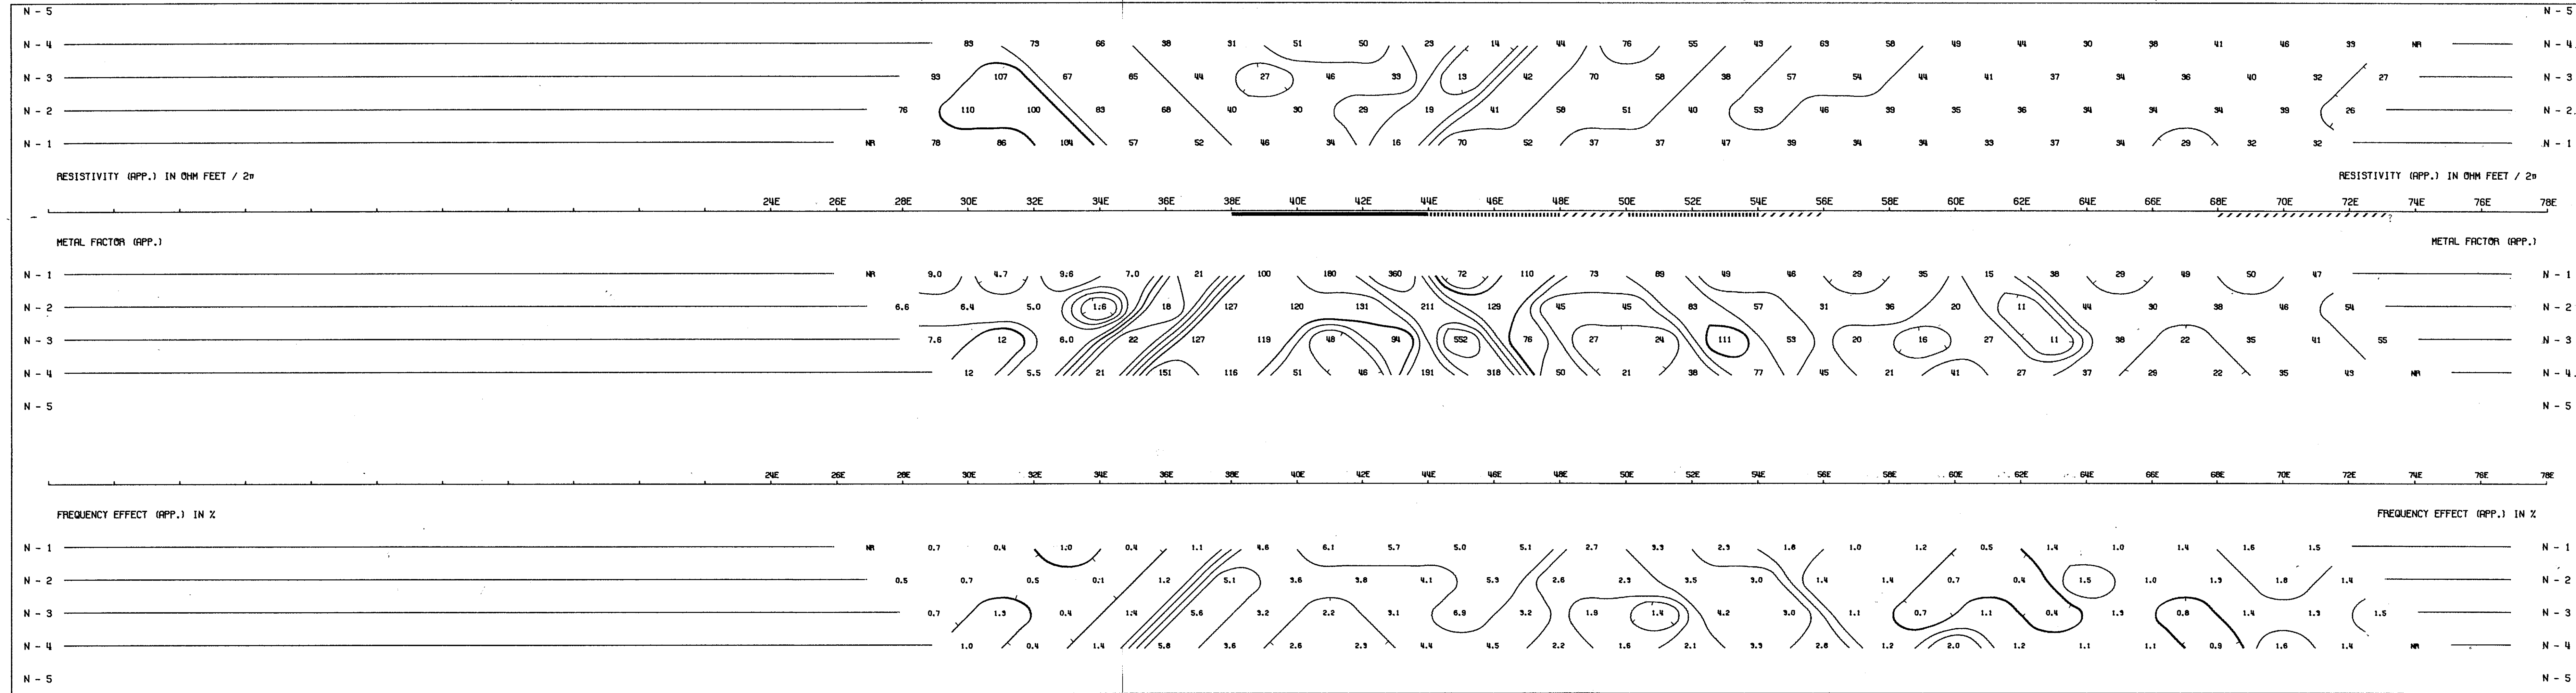 N - 5 N - 5
N - 4 83 73 66 38 31 51 50 23 14 44 76 55 43 63 58 49 44 30 38 41 46 33 NR N - 4
N - 3 93 107 67 65 44 27 46 33 13 42 70 58 38 57 54 44 41 37 34 36 40 32 27 N - 3
N - 2 76 110 100 83 68 40 30 29 19 41 58 51 40 53 46 39 35 36 34 34 34 39 26 N - 2
N - 1 NR 78 86 104 57 52 46 34 16 70 52 37 37 47 39 34 34 33 37 34 29 32 32 N - 1
RESISTIVITY (APP.) IN OHM FEET / 2π RESISTIVITY (APP.) IN OHM FEET / 2π
24E 26E 28E 30E 32E 34E 36E 38E 40E 42E 44E 46E 48E 50E 52E 54E 56E 58E 60E 62E 64E 66E 68E 70E 72E 74E 76E 78E
?
METAL FACTOR (APP.) METAL FACTOR (APP.)
N - 1 NR 9.0 4.7 9.6 7.0 21 100 180 360 72 110 73 89 49 46 29 35 15 38 29 49 50 47 N - 1
N - 2 6.6 6.4 5.0 1.6 18 127 120 131 211 129 45 45 83 57 31 36 20 11 44 30 38 46 54 N - 2
N - 3 7.6 12 6.0 22 127 119 48 94 552 76 27 24 111 53 20 16 27 11 38 22 35 41 55 N - 3
N - 4 12 5.5 21 151 116 51 46 191 318 50 21 38 77 45 21 41 27 37 29 22 35 43 NR N - 4
N - 5 N - 5
24E 26E 28E 30E 32E 34E 36E 38E 40E 42E 44E 46E 48E 50E 52E 54E 56E 58E 60E 62E 64E 66E 68E 70E 72E 74E 76E 78E
FREQUENCY EFFECT (APP.) IN % FREQUENCY EFFECT (APP.) IN %
N - 1 NR 0.7 0.4 1.0 0.4 1.1 4.6 6.1 5.7 5.0 5.1 2.7 3.3 2.3 1.8 1.0 1.2 0.5 1.4 1.0 1.4 1.6 1.5 N - 1
N - 2 0.5 0.7 0.5 0.1 1.2 5.1 3.6 3.8 4.1 5.3 2.6 2.3 3.5 3.0 1.4 1.4 0.7 0.4 1.5 1.0 1.3 1.8 1.4 N - 2
N - 3 0.7 1.3 0.4 1.4 5.6 3.2 2.2 3.1 6.9 3.2 1.9 1.4 4.2 3.0 1.1 0.7 1.1 0.4 1.3 0.8 1.4 1.3 1.5 N - 3
N - 4 1.0 0.4 1.4 5.8 3.6 2.6 2.3 4.4 4.5 2.2 1.6 2.1 3.3 2.6 1.2 2.0 1.2 1.1 1.1 0.9 1.6 1.4 NR N - 4
N - 5 N - 5